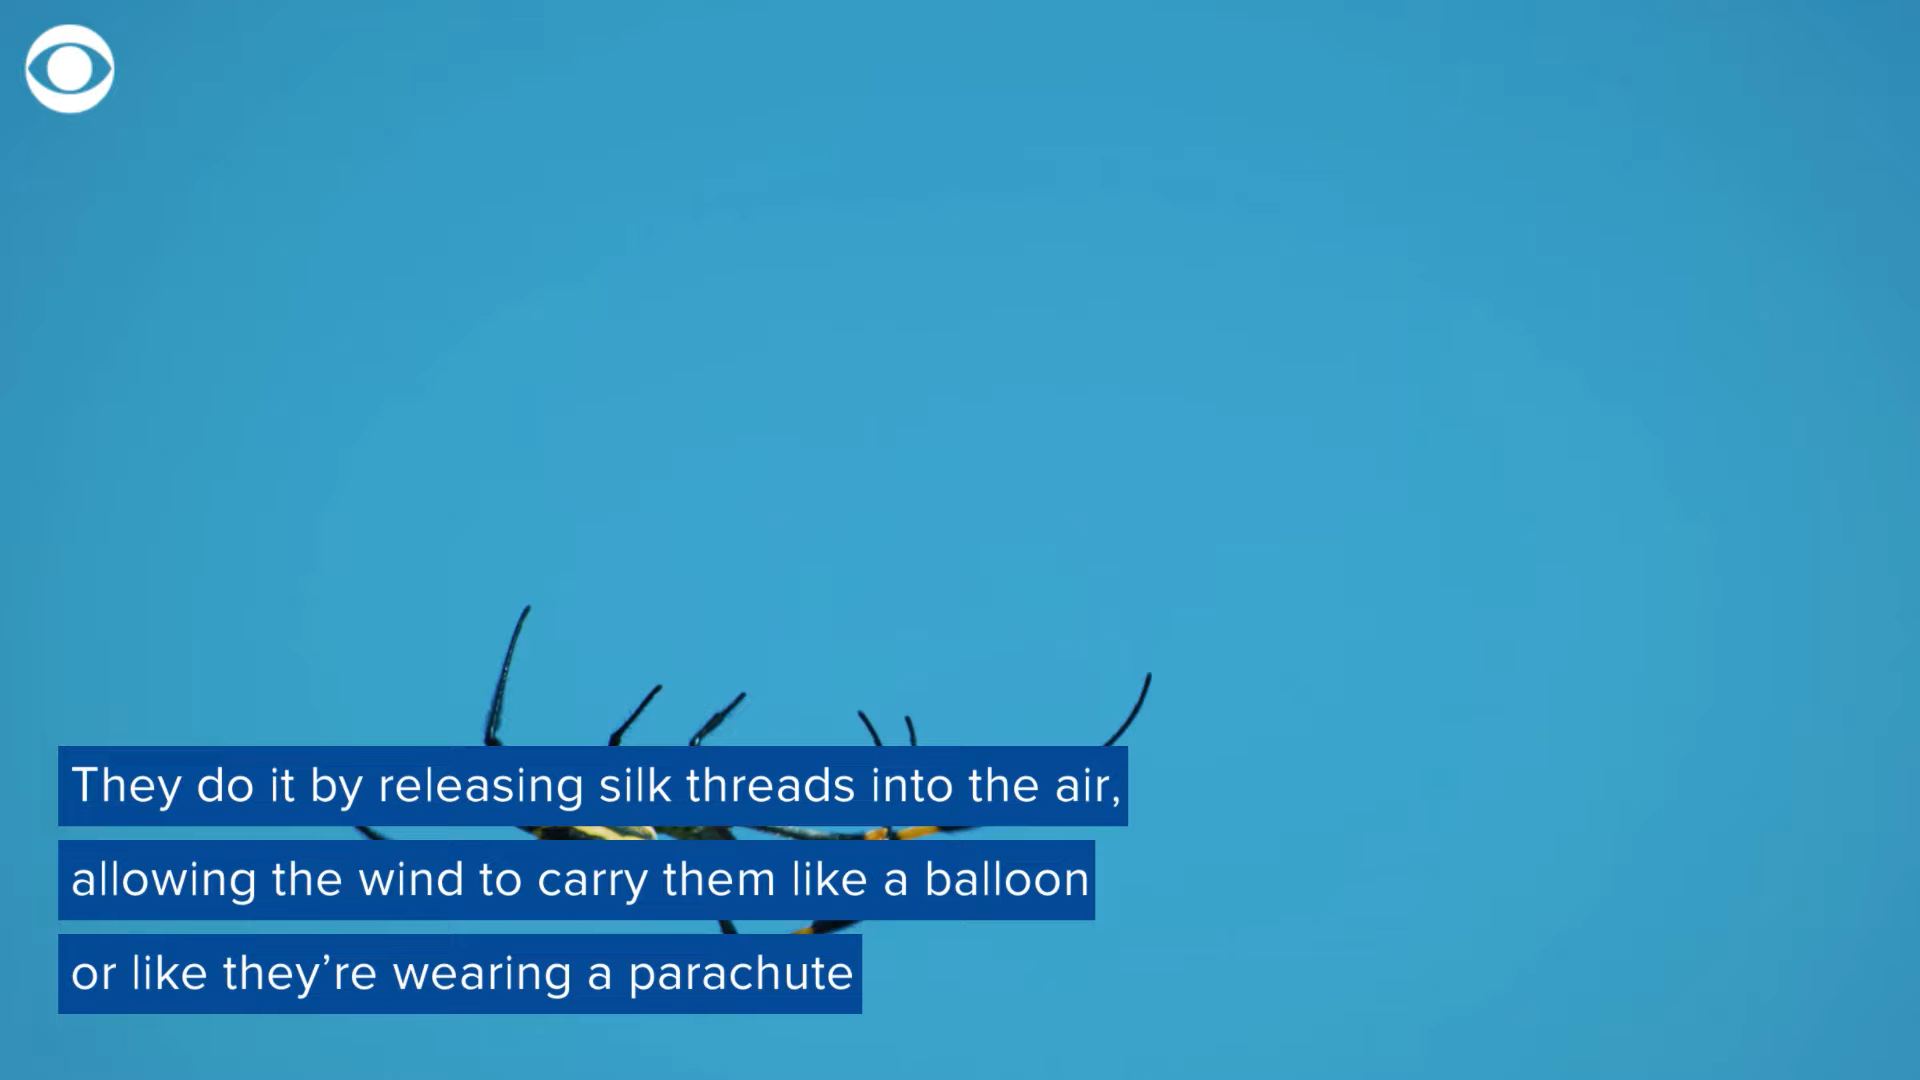 They do it by releasing silk threads into the air,
allowing the wind to carry them like a balloon
or like they’re wearing a parachute